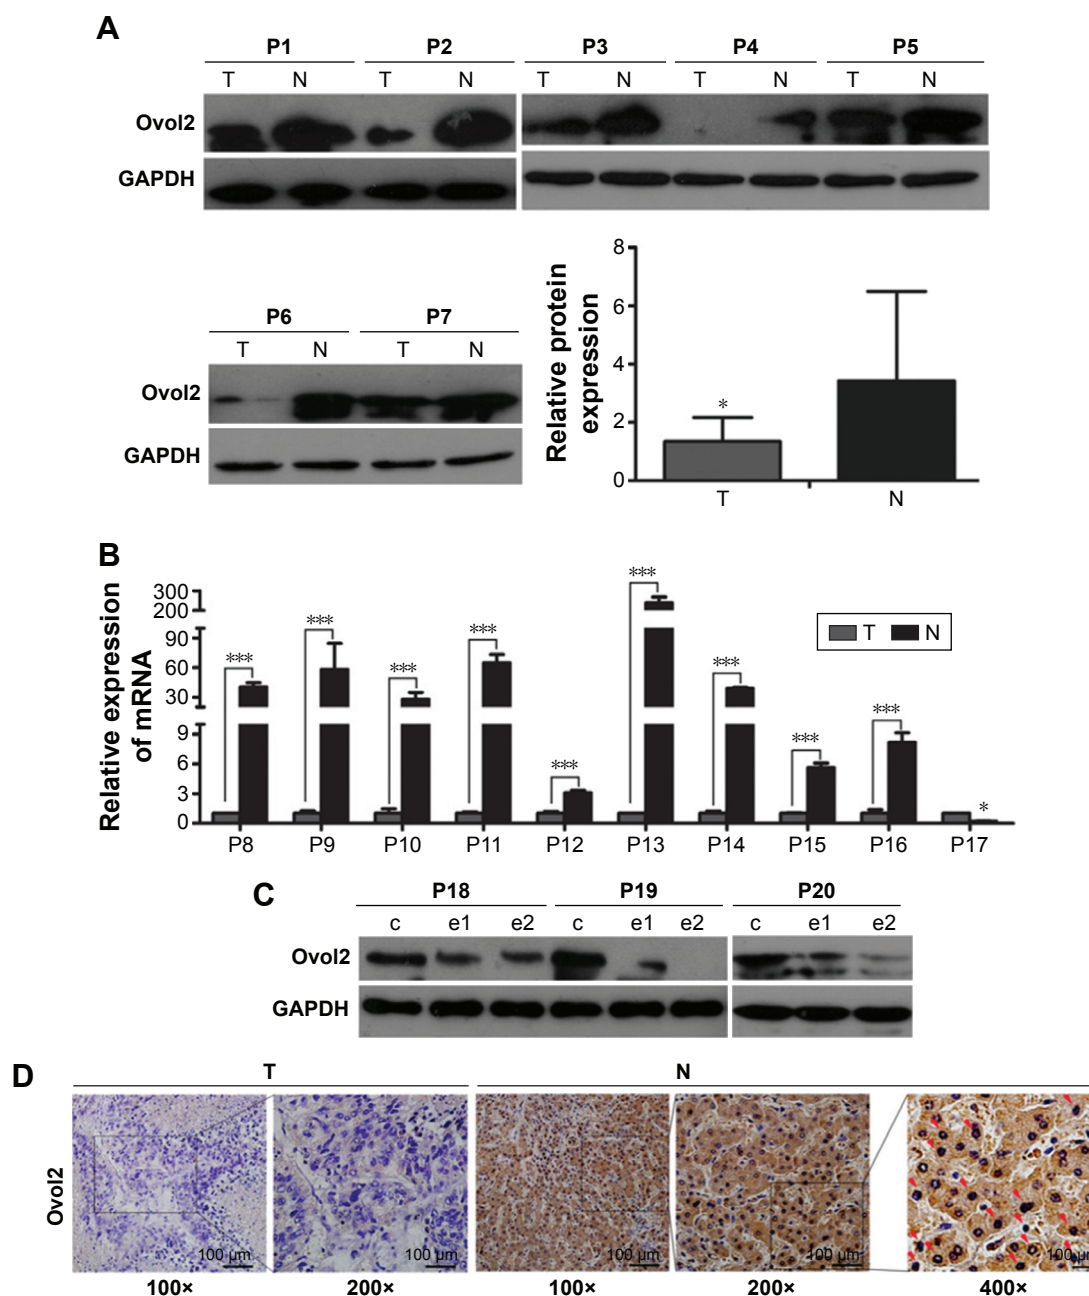 A
P1 P2 P3 P4 P5
T N T N T N T N T N
Ovol2
GAPDH
P6 P7
T N T N
Ovol2
GAPDH
Relative protein
expression
8
6
4
2
0
*
T N
B
Relative expression
of mRNA
300
200
90
60
30
9
6
3
0
*** *** *** *** *** *** *** *** *** *
T N
P8 P9 P10 P11 P12 P13 P14 P15 P16 P17
C
P18 P19 P20
c e1 e2 c e1 e2 c e1 e2
Ovol2
GAPDH
D
T N
Ovol2
100 µm 100 µm 100 µm 100 µm 100 µm
100× 200× 100× 200× 400×